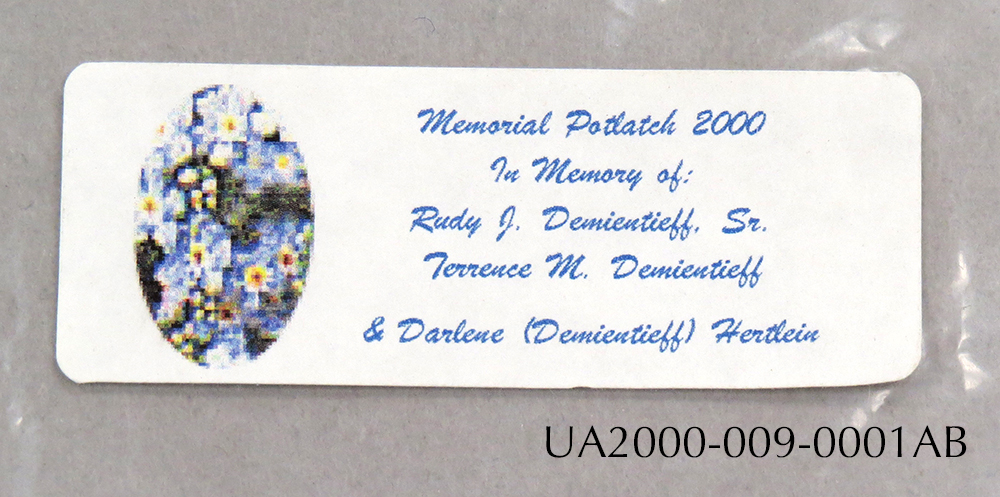 Memorial Potlatch 2000
In Memory of:
Rudy J. Demientieff, Sr.
Terrence M. Demientieff
& Darlene (Demientieff) Hertlein
UA2000-009-0001AB